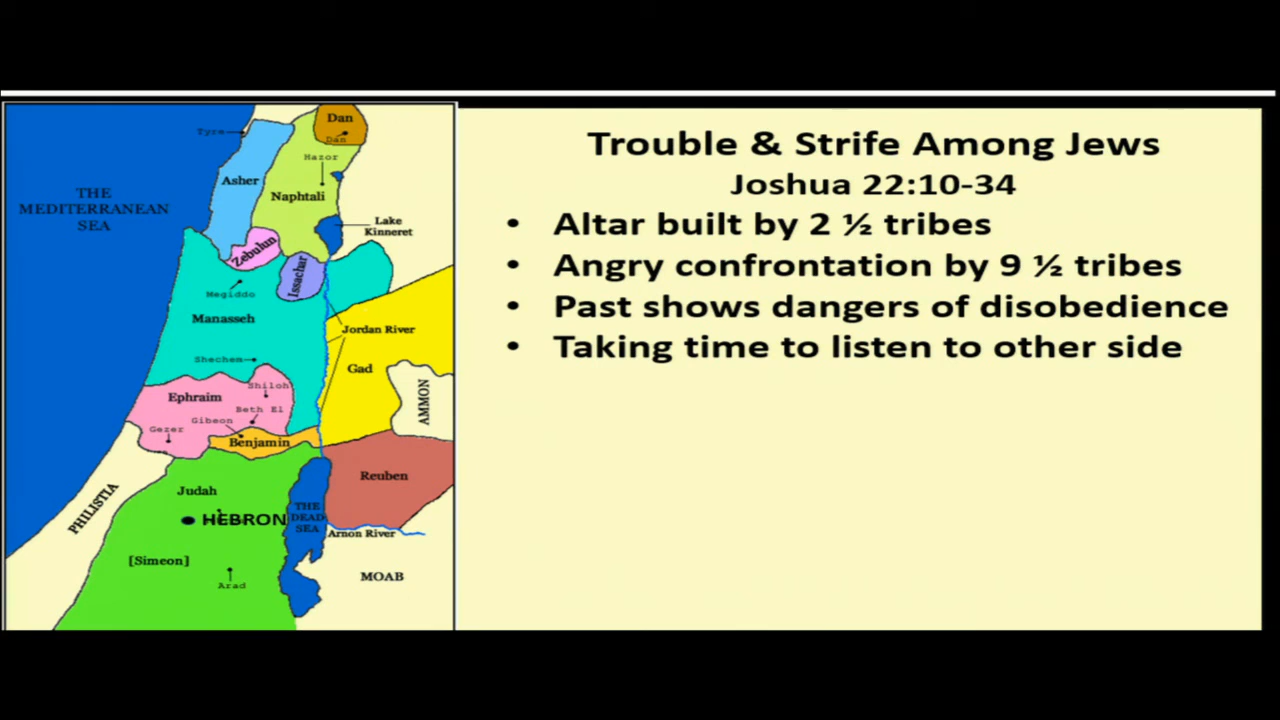 Trouble & Strife Among Jews
Joshua 22:10-34
• Altar built by 2 ½ tribes
• Angry confrontation by 9 ½ tribes
• Past shows dangers of disobedience
• Taking time to listen to other side
Dan
Tyre
Dan
Hazor
Asher
Naphtali
THE
MEDITERRANEAN
SEA
Lake
Kinneret
Zebulun
Issachar
Megiddo
Manasseh
Jordan River
Shechem
Gad
Shiloh
Ephraim
AMMON
Beth El
Gibeon
Gezer
Benjamin
Reuben
Judah
PHILISTIA
THE
DEAD
SEA
HEBRON
Arnon River
[Simeon]
MOAB
Arad